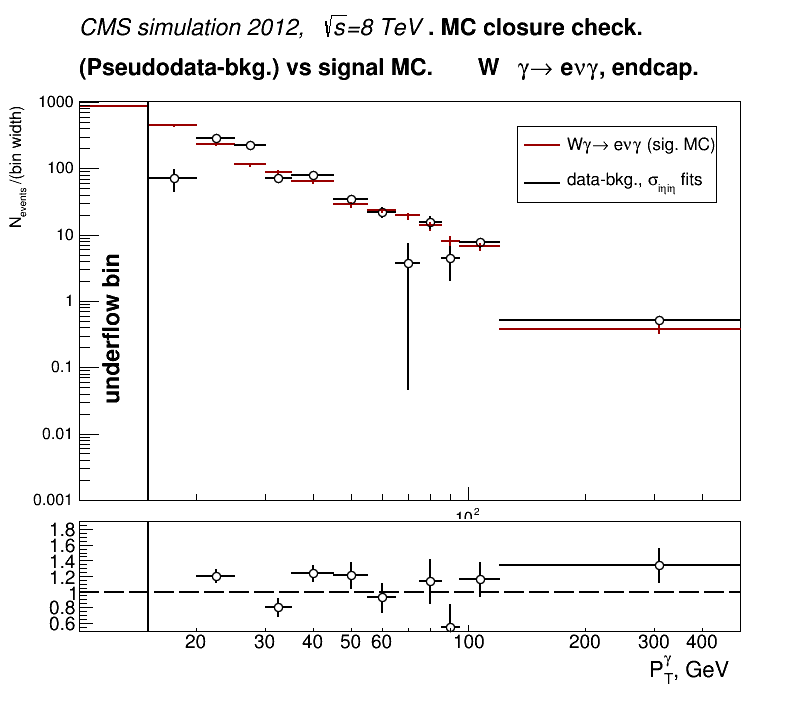 CMS simulation 2012, √s=8 TeV . MC closure check.
(Pseudodata-bkg.) vs signal MC. W γ→ eνγ, endcap.
N_events /(bin width)
1000
100
10
1
0.1
0.01
0.001
underflow bin
Wγ→ eνγ (sig. MC)
data-bkg., σ_iηiη fits
10²
1.8
1.6
1.4
1.2
1
0.8
0.6
20 30 40 50 60 100 200 300 400
P_T^γ, GeV